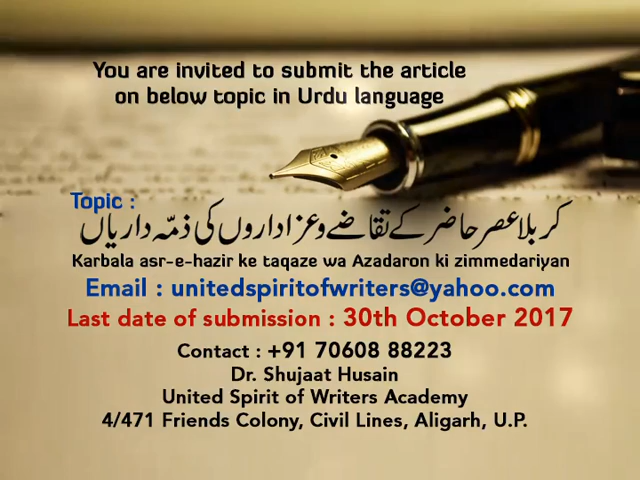 You are invited to submit the article
on below topic in Urdu language
Topic :
کربلا عصر حاضر کے تقاضے و عزاداروں کی ذمّہ داریاں
Karbala asr-e-hazir ke taqaze wa Azadaron ki zimmedariyan
Email : unitedspiritofwriters@yahoo.com
Last date of submission : 30th October 2017
Contact : +91 70608 88223
Dr. Shujaat Husain
United Spirit of Writers Academy
4/471 Friends Colony, Civil Lines, Aligarh, U.P.